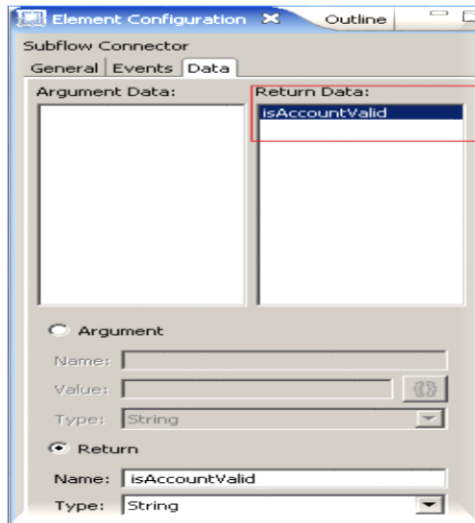 Element Configuration Outline
Subflow Connector
General Events Data
Argument Data: Return Data:
isAccountValid
Argument
Name:
Value:
Type: String
Return
Name: isAccountValid
Type: String